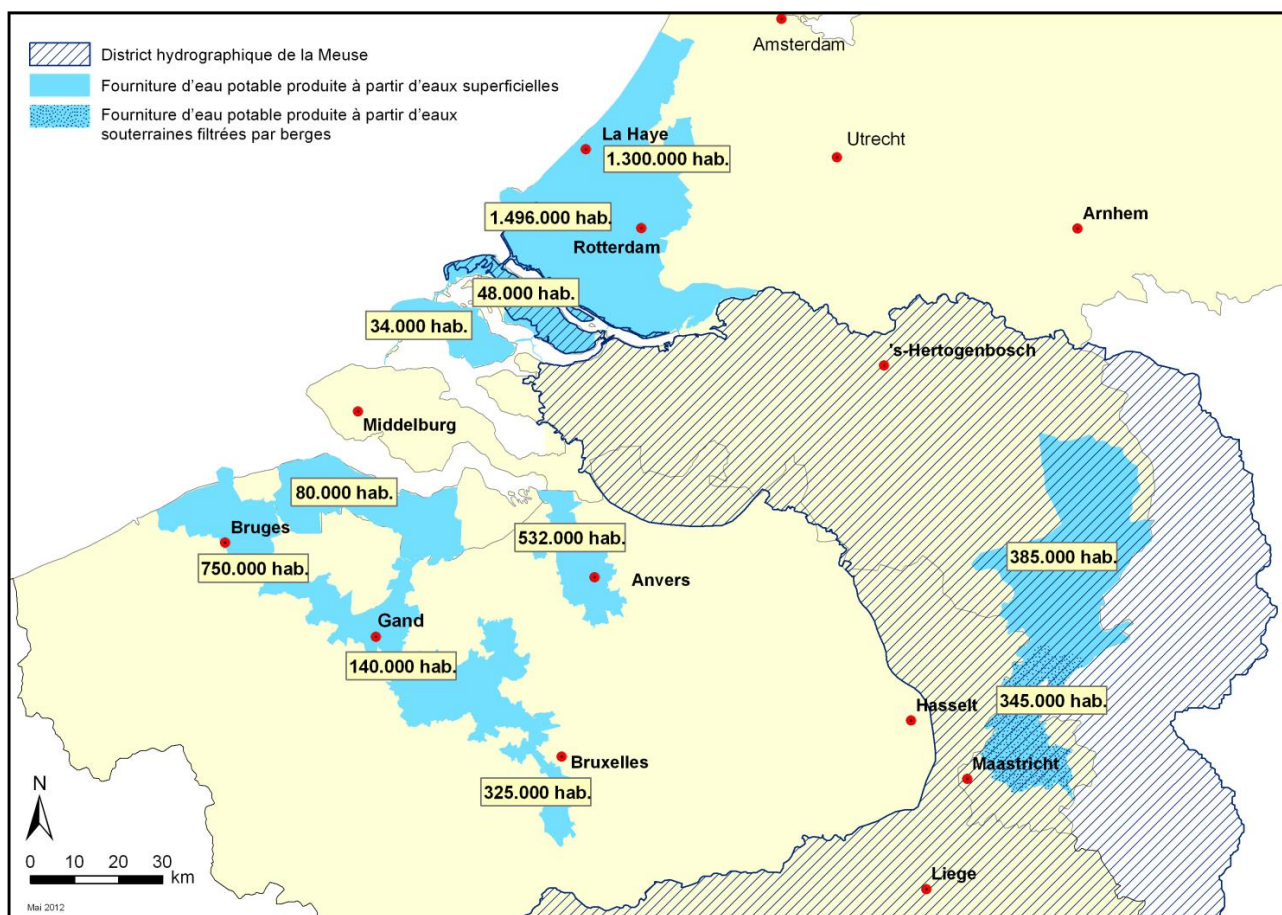 District hydrographique de la Meuse
Fourniture d'eau potable produite à partir d'eaux superficielles
Fourniture d'eau potable produite à partir d'eaux
souterraines filtrées par berges
Amsterdam
La Haye
1.300.000 hab.
Utrecht
1.496.000 hab.
Rotterdam
Arnhem
48.000 hab.
34.000 hab.
's-Hertogenbosch
Middelburg
80.000 hab.
Bruges
750.000 hab.
532.000 hab.
Anvers
385.000 hab.
Gand
140.000 hab.
345.000 hab.
Hasselt
Maastricht
Bruxelles
325.000 hab.
Liege
N
0 10 20 30
km
Mai 2012